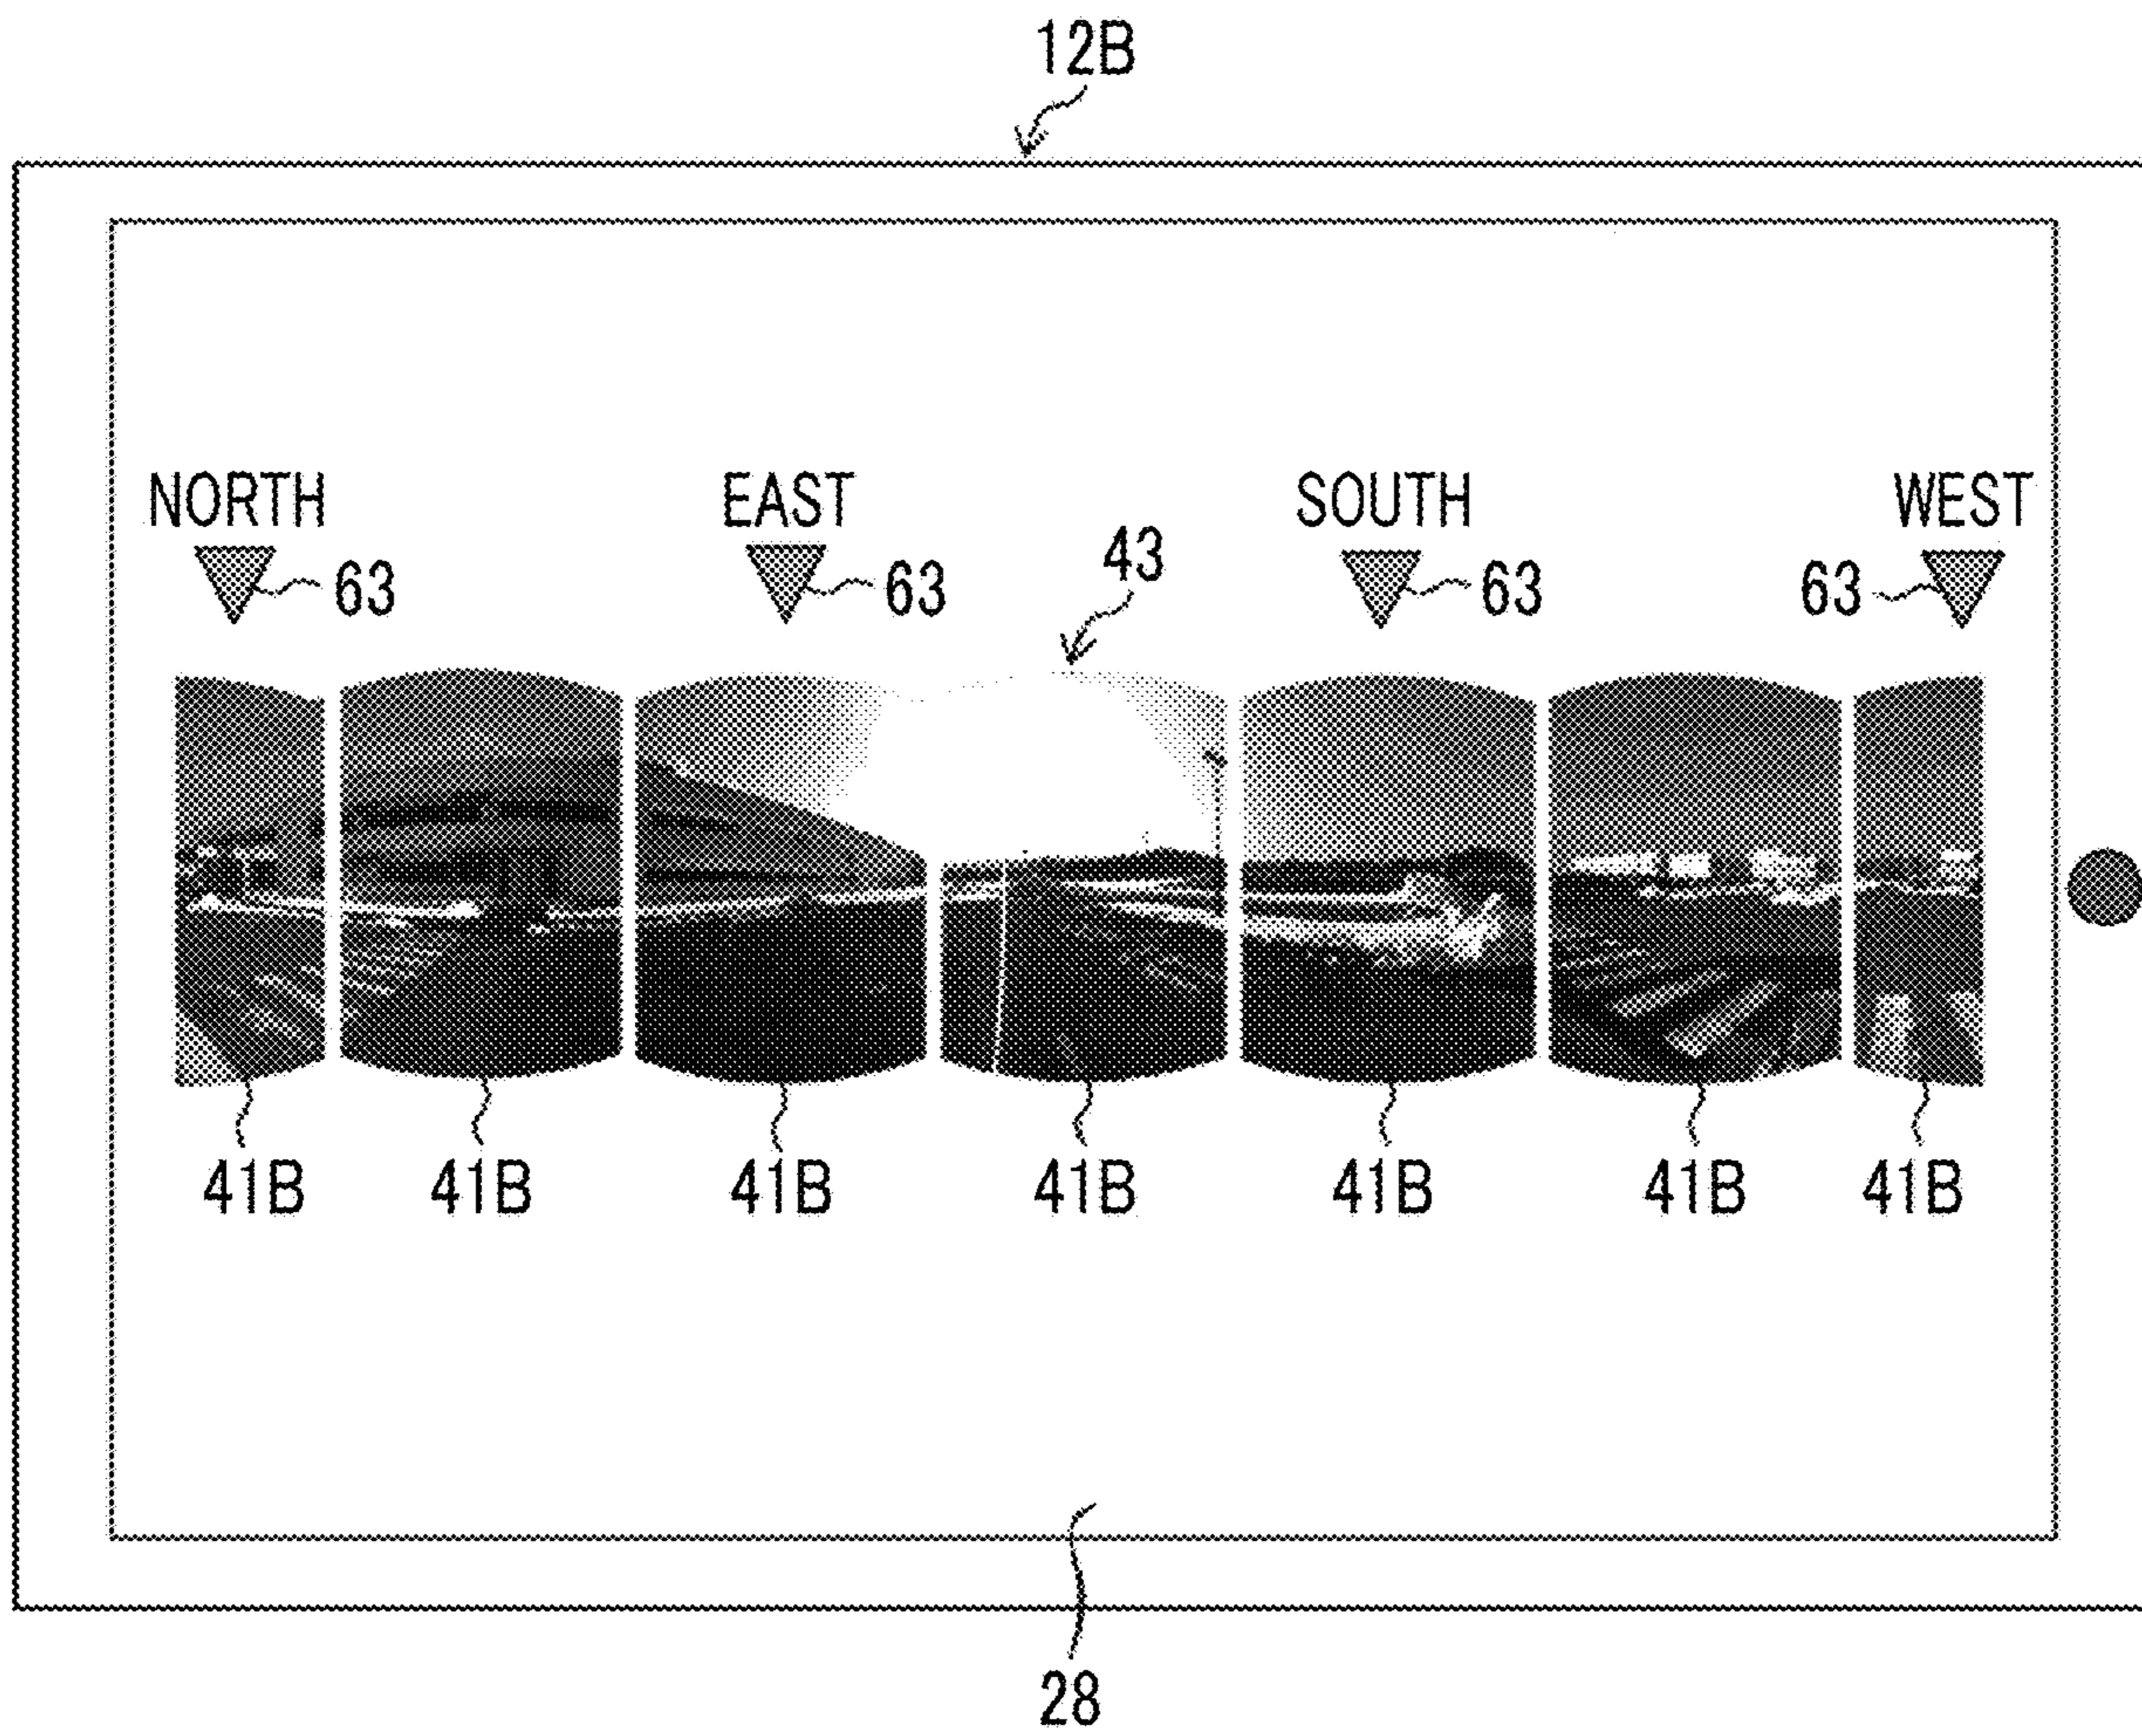 12B
NORTH EAST SOUTH WEST
43
63 63 63 63
41B 41B 41B 41B 41B 41B 41B
28